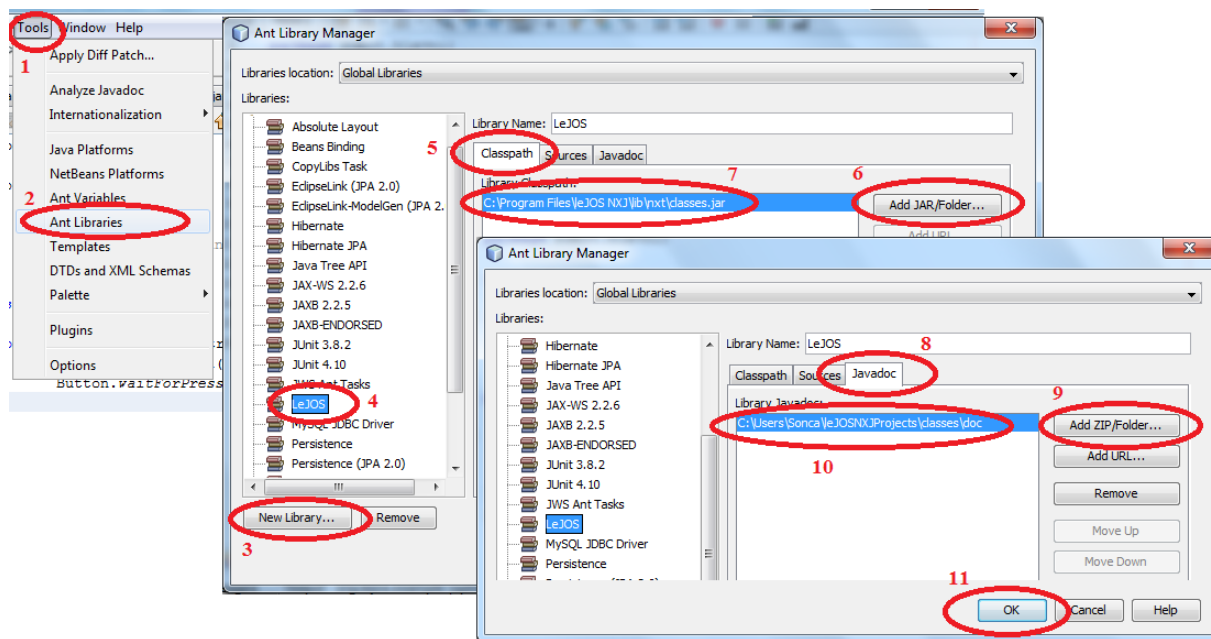 Tools Window Help
1
Apply Diff Patch...
Analyze Javadoc
Internationalization
Java Platforms
NetBeans Platforms
2
Ant Variables
Ant Libraries
Templates
DTDs and XML Schemas
Palette
Plugins
Options
Ant Library Manager
Libraries location: Global Libraries
Libraries:
Absolute Layout
Beans Binding
CopyLibs Task
EclipseLink (JPA 2.0)
EclipseLink-ModelGen (JPA 2.
Hibernate
Hibernate JPA
Java Tree API
JAX-WS 2.2.6
JAXB 2.2.5
JAXB-ENDORSED
JUnit 3.8.2
JUnit 4.10
JWS Ant Tasks
LeJOS
4
MySQL JDBC Driver
Persistence
Persistence (JPA 2.0)
New Library... Remove
3
Library Name: LeJOS
5
Classpath Sources Javadoc
Library Classpath:
7
C:\Program Files\leJOS NXJ\lib\nxt\classes.jar
6
Add JAR/Folder...
Add URL...
Button.waitForPress
Ant Library Manager
Libraries location: Global Libraries
Libraries:
Hibernate
Hibernate JPA
Java Tree API
JAX-WS 2.2.6
JAXB 2.2.5
JAXB-ENDORSED
JUnit 3.8.2
JUnit 4.10
JWS Ant Tasks
LeJOS
MySQL JDBC Driver
Persistence
Library Name: LeJOS
8
Classpath Sources Javadoc
Library Javadoc:
C:\Users\Sonca\leJOSNXJProjects\classes\doc
10
9
Add ZIP/Folder...
Add URL...
Remove
Move Up
Move Down
11
OK Cancel Help